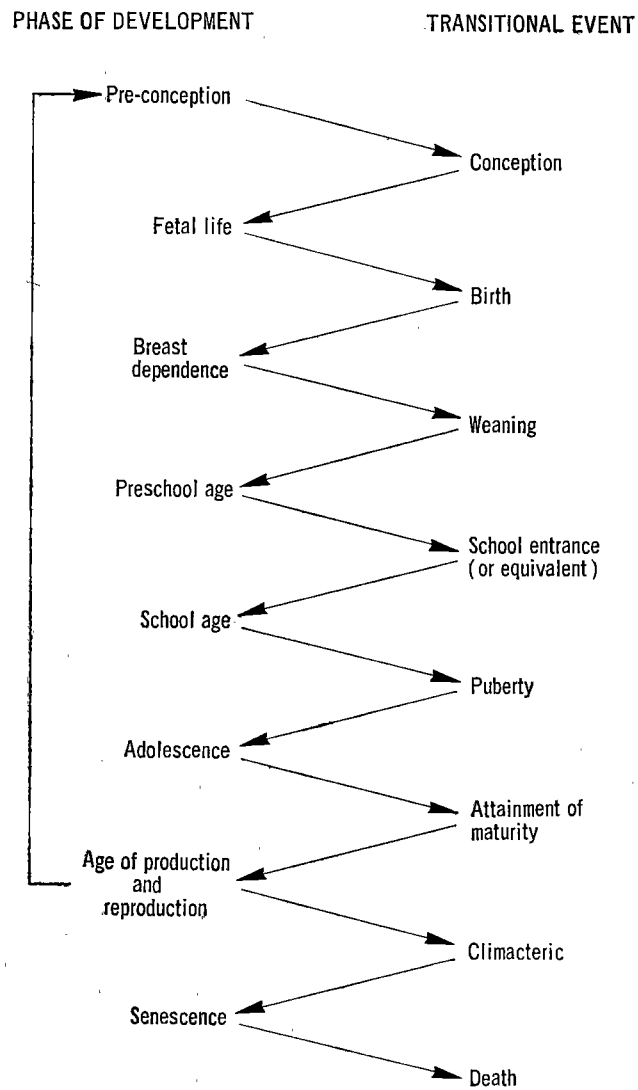 PHASE OF DEVELOPMENT
TRANSITIONAL EVENT
Pre-conception
Conception
Fetal life
Birth
Breast
dependence
Weaning
Preschool age
School entrance
(or equivalent)
School age
Puberty
Adolescence
Attainment of
maturity
Age of production
and
reproduction
Climacteric
Senescence
Death